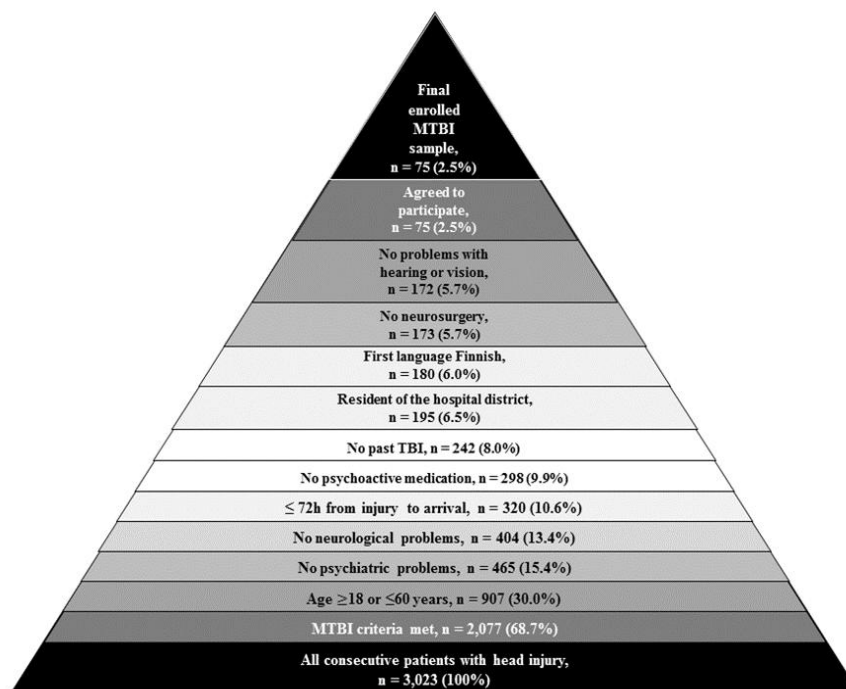 Final
enrolled
MTBI
sample,
n = 75 (2.5%)
Agreed to
participate,
n = 75 (2.5%)
No problems with
hearing or vision,
n = 172 (5.7%)
No neurosurgery,
n = 173 (5.7%)
First language Finnish,
n = 180 (6.0%)
Resident of the hospital district,
n = 195 (6.5%)
No past TBI, n = 242 (8.0%)
No psychoactive medication, n = 298 (9.9%)
≤ 72h from injury to arrival, n = 320 (10.6%)
No neurological problems, n = 404 (13.4%)
No psychiatric problems, n = 465 (15.4%)
Age ≥18 or ≤60 years, n = 907 (30.0%)
MTBI criteria met, n = 2,077 (68.7%)
All consecutive patients with head injury,
n = 3,023 (100%)